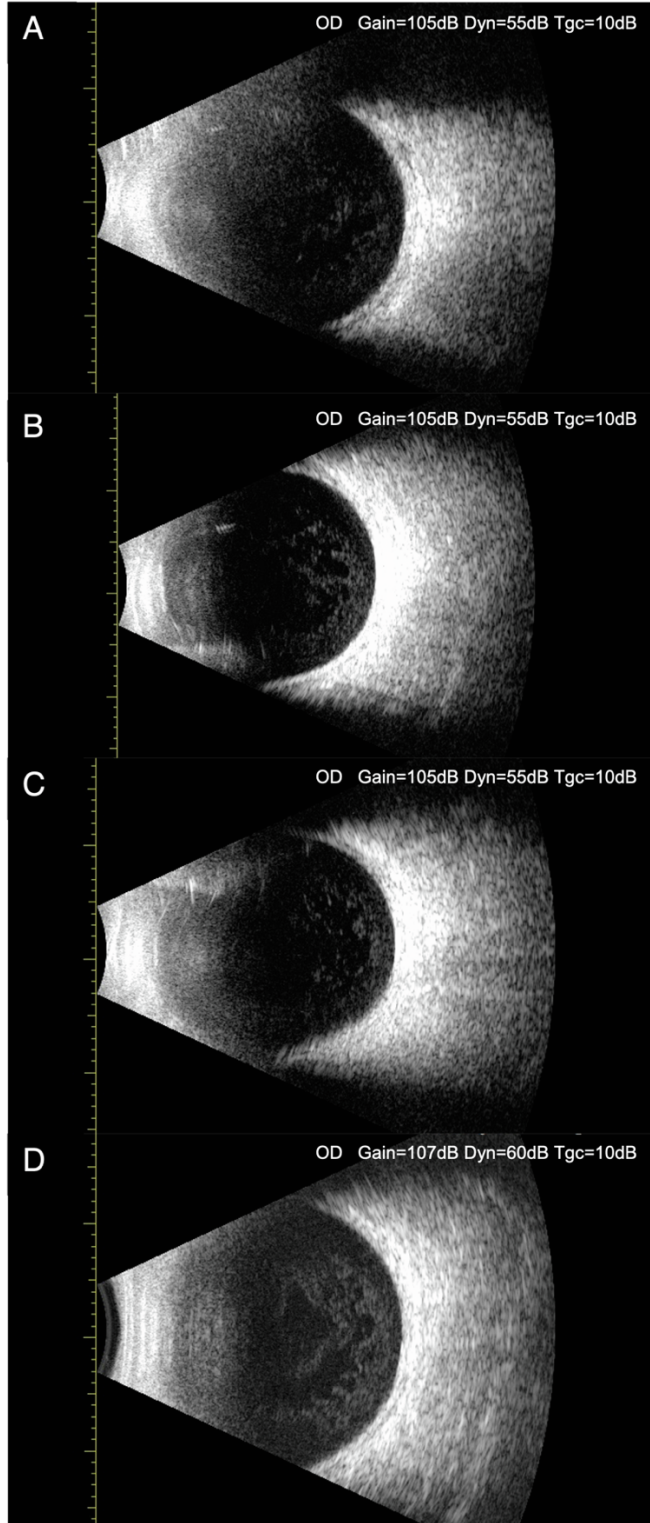 A
OD Gain=105dB Dyn=55dB Tgc=10dB
B
OD Gain=105dB Dyn=55dB Tgc=10dB
C
OD Gain=105dB Dyn=55dB Tgc=10dB
D
OD Gain=107dB Dyn=60dB Tgc=10dB